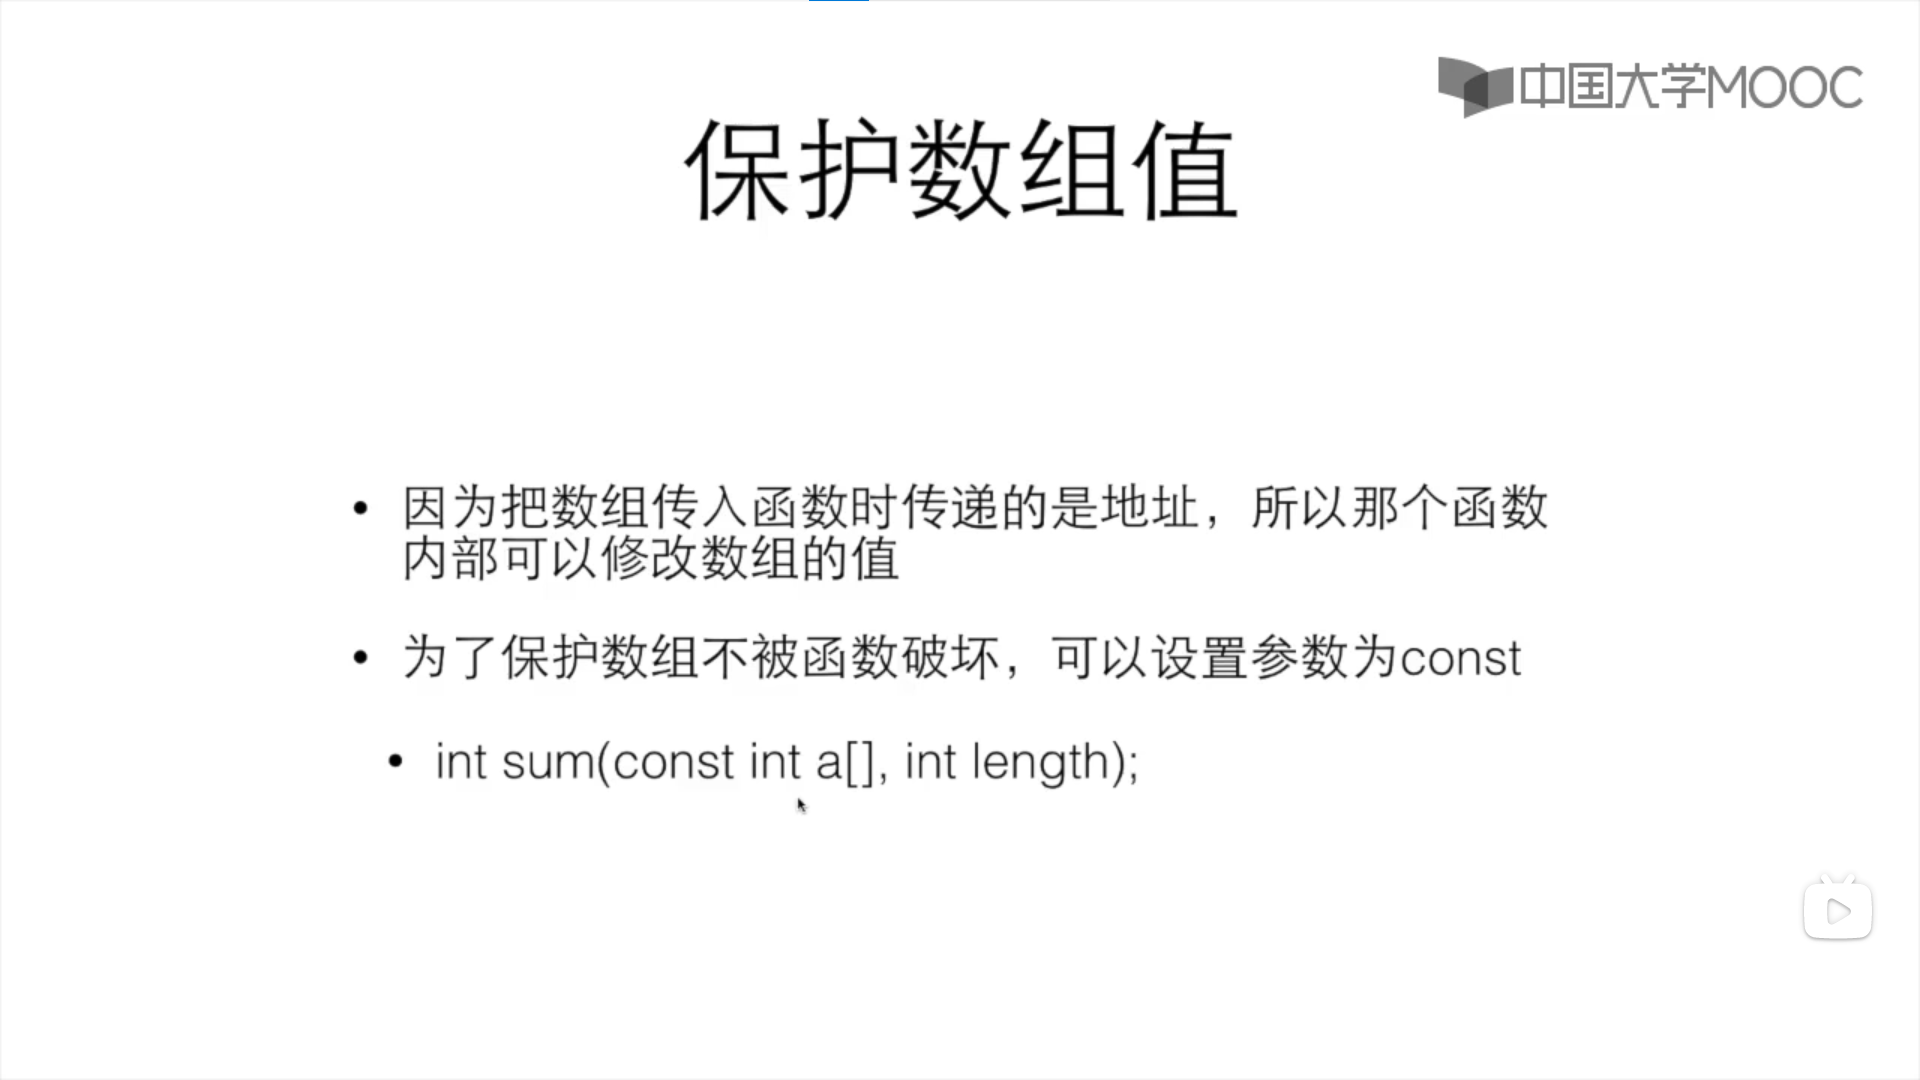 中国大学MOOC
保护数组值
• 因为把数组传入函数时传递的是地址，所以那个函数
内部可以修改数组的值
• 为了保护数组不被函数破坏，可以设置参数为const
• int sum(const int a[], int length);